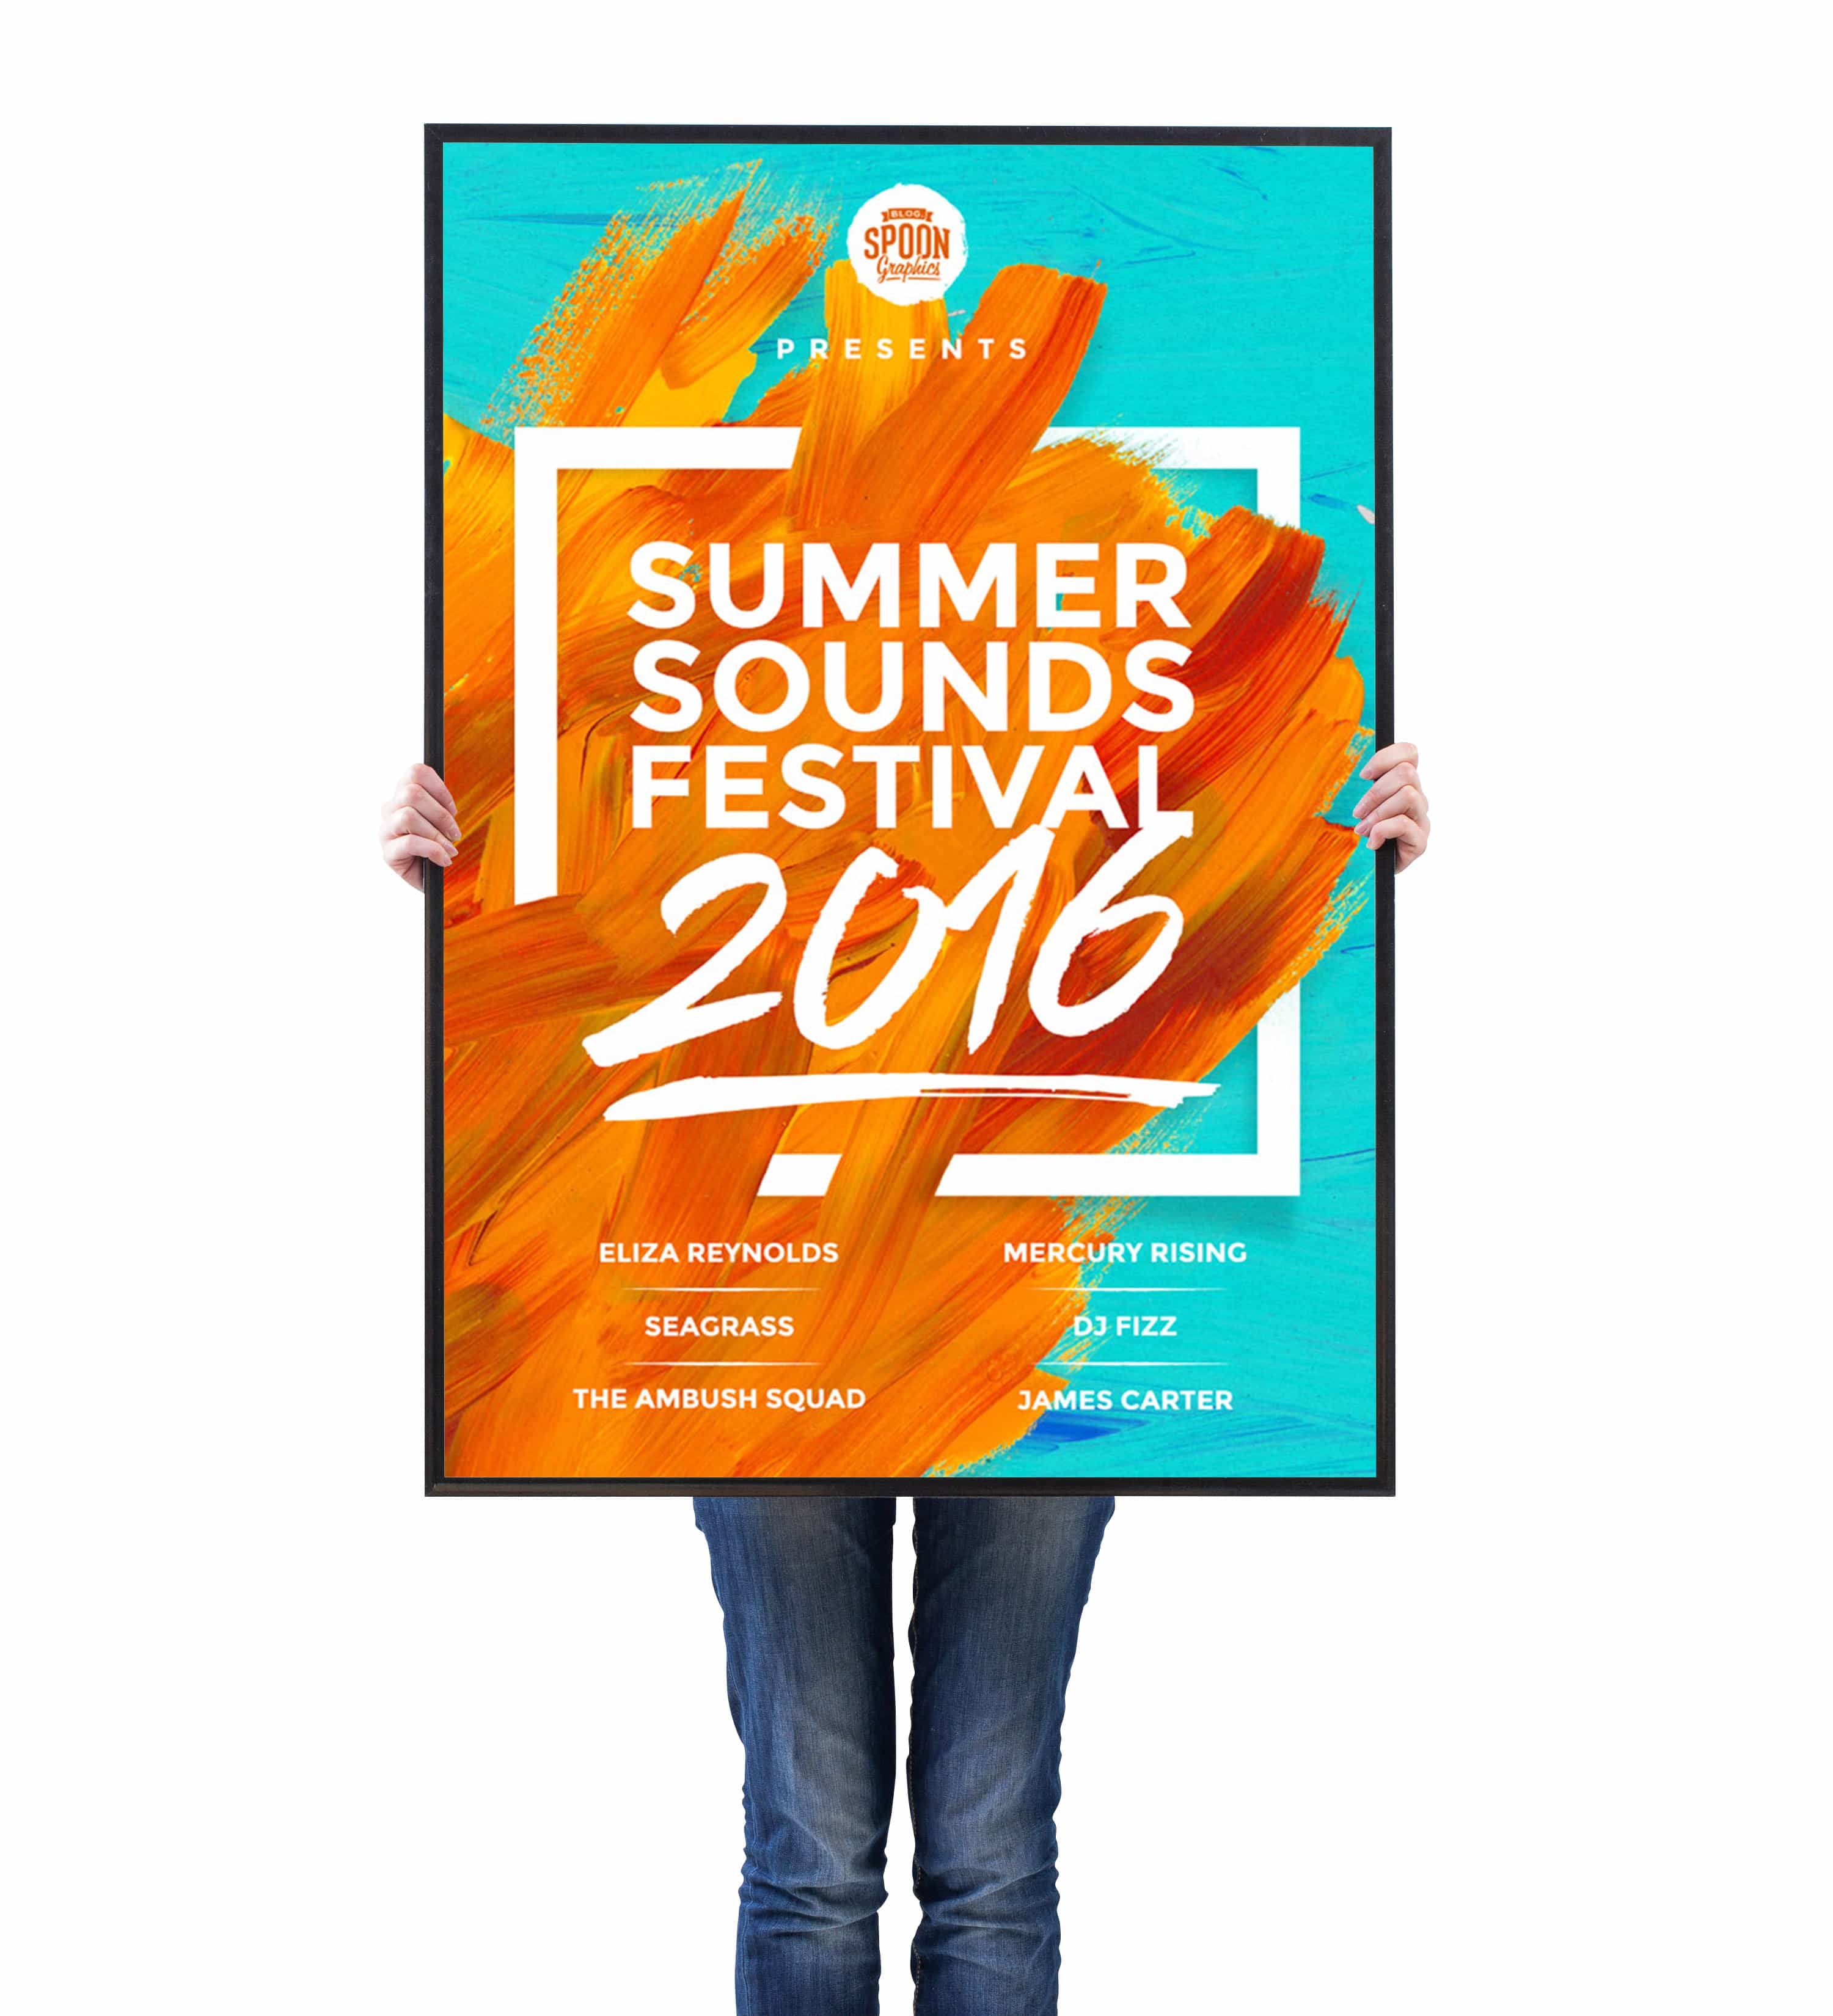 BLOG.
SPOON
Graphics
PRESENTS
SUMMER
SOUNDS
FESTIVAL
2016
ELIZA REYNOLDS
MERCURY RISING
SEAGRASS
DJ FIZZ
THE AMBUSH SQUAD
JAMES CARTER